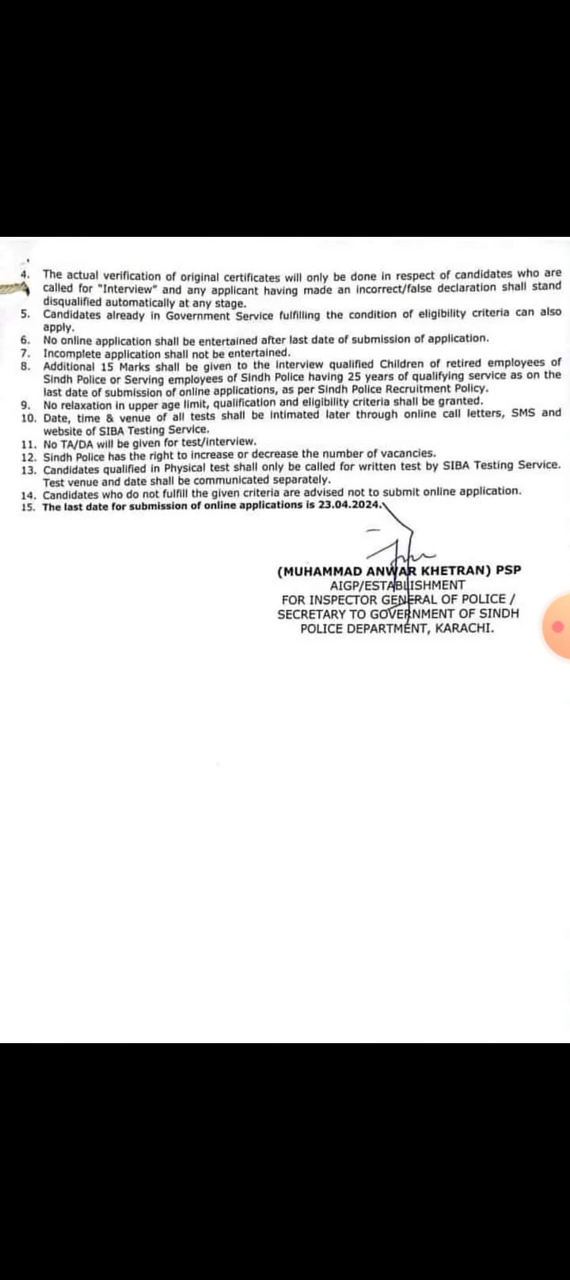 4. The actual verification of original certificates will only be done in respect of candidates who are
called for "Interview" and any applicant having made an incorrect/false declaration shall stand
disqualified automatically at any stage.
5. Candidates already in Government Service fulfilling the condition of eligibility criteria can also
apply.
6. No online application shall be entertained after last date of submission of application.
7. Incomplete application shall not be entertained.
8. Additional 15 Marks shall be given to the interview qualified Children of retired employees of
Sindh Police or Serving employees of Sindh Police having 25 years of qualifying service as on the
last date of submission of online applications, as per Sindh Police Recruitment Policy.
9. No relaxation in upper age limit, qualification and eligibility criteria shall be granted.
10. Date, time & venue of all tests shall be intimated later through online call letters, SMS and
website of SIBA Testing Service.
11. No TA/DA will be given for test/interview.
12. Sindh Police has the right to increase or decrease the number of vacancies.
13. Candidates qualified in Physical test shall only be called for written test by SIBA Testing Service.
Test venue and date shall be communicated separately.
14. Candidates who do not fulfill the given criteria are advised not to submit online application.
15. The last date for submission of online applications is 23.04.2024.
(MUHAMMAD ANWAR KHETRAN) PSP
AIGP/ESTABLISHMENT
FOR INSPECTOR GENERAL OF POLICE /
SECRETARY TO GOVERNMENT OF SINDH
POLICE DEPARTMENT, KARACHI.